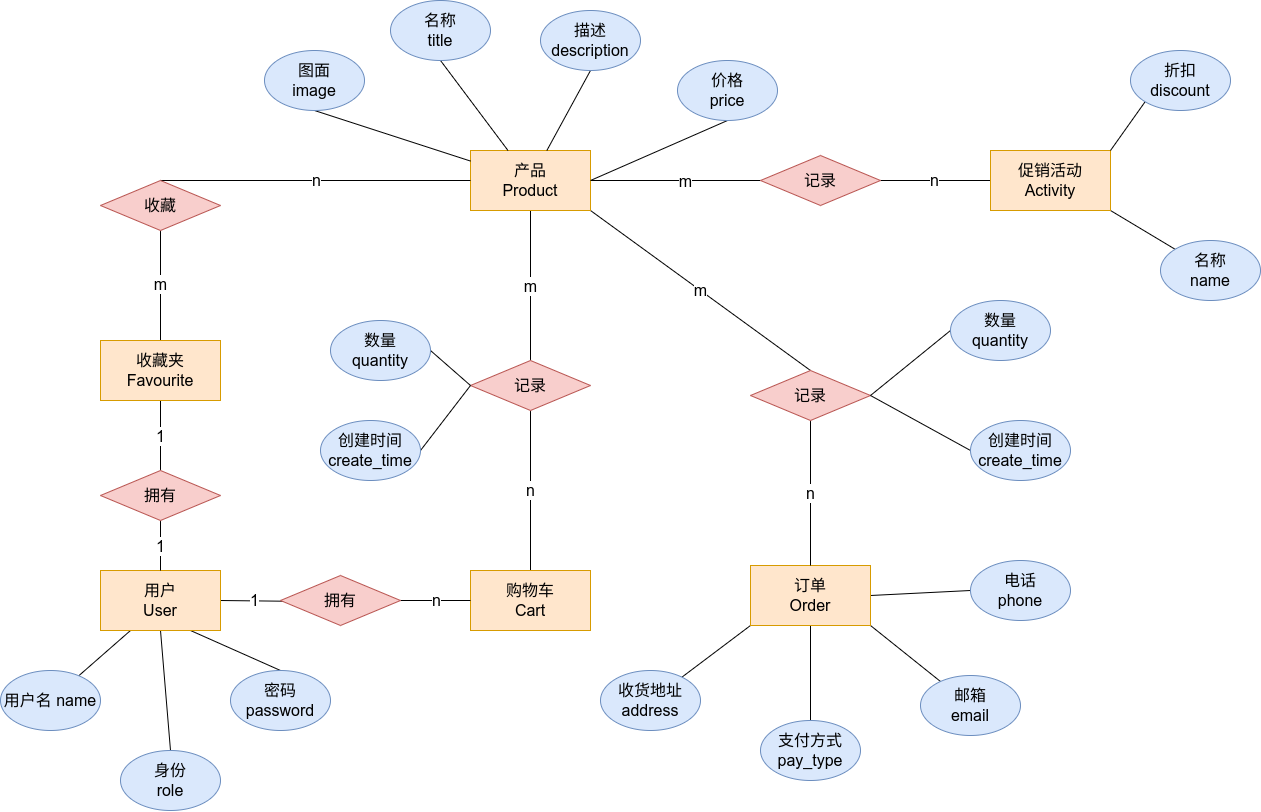 名称
title
描述
description
图面
image
价格
price
折扣
discount
产品
Product
促销活动
Activity
n
m
记录
n
收藏
名称
name
m
m
m
数量
quantity
数量
quantity
收藏夹
Favourite
记录
记录
创建时间
create_time
创建时间
create_time
1
拥有
n
n
1
用户
User
1
拥有
n
购物车
Cart
订单
Order
电话
phone
用户名 name
密码
password
收货地址
address
邮箱
email
支付方式
pay_type
身份
role